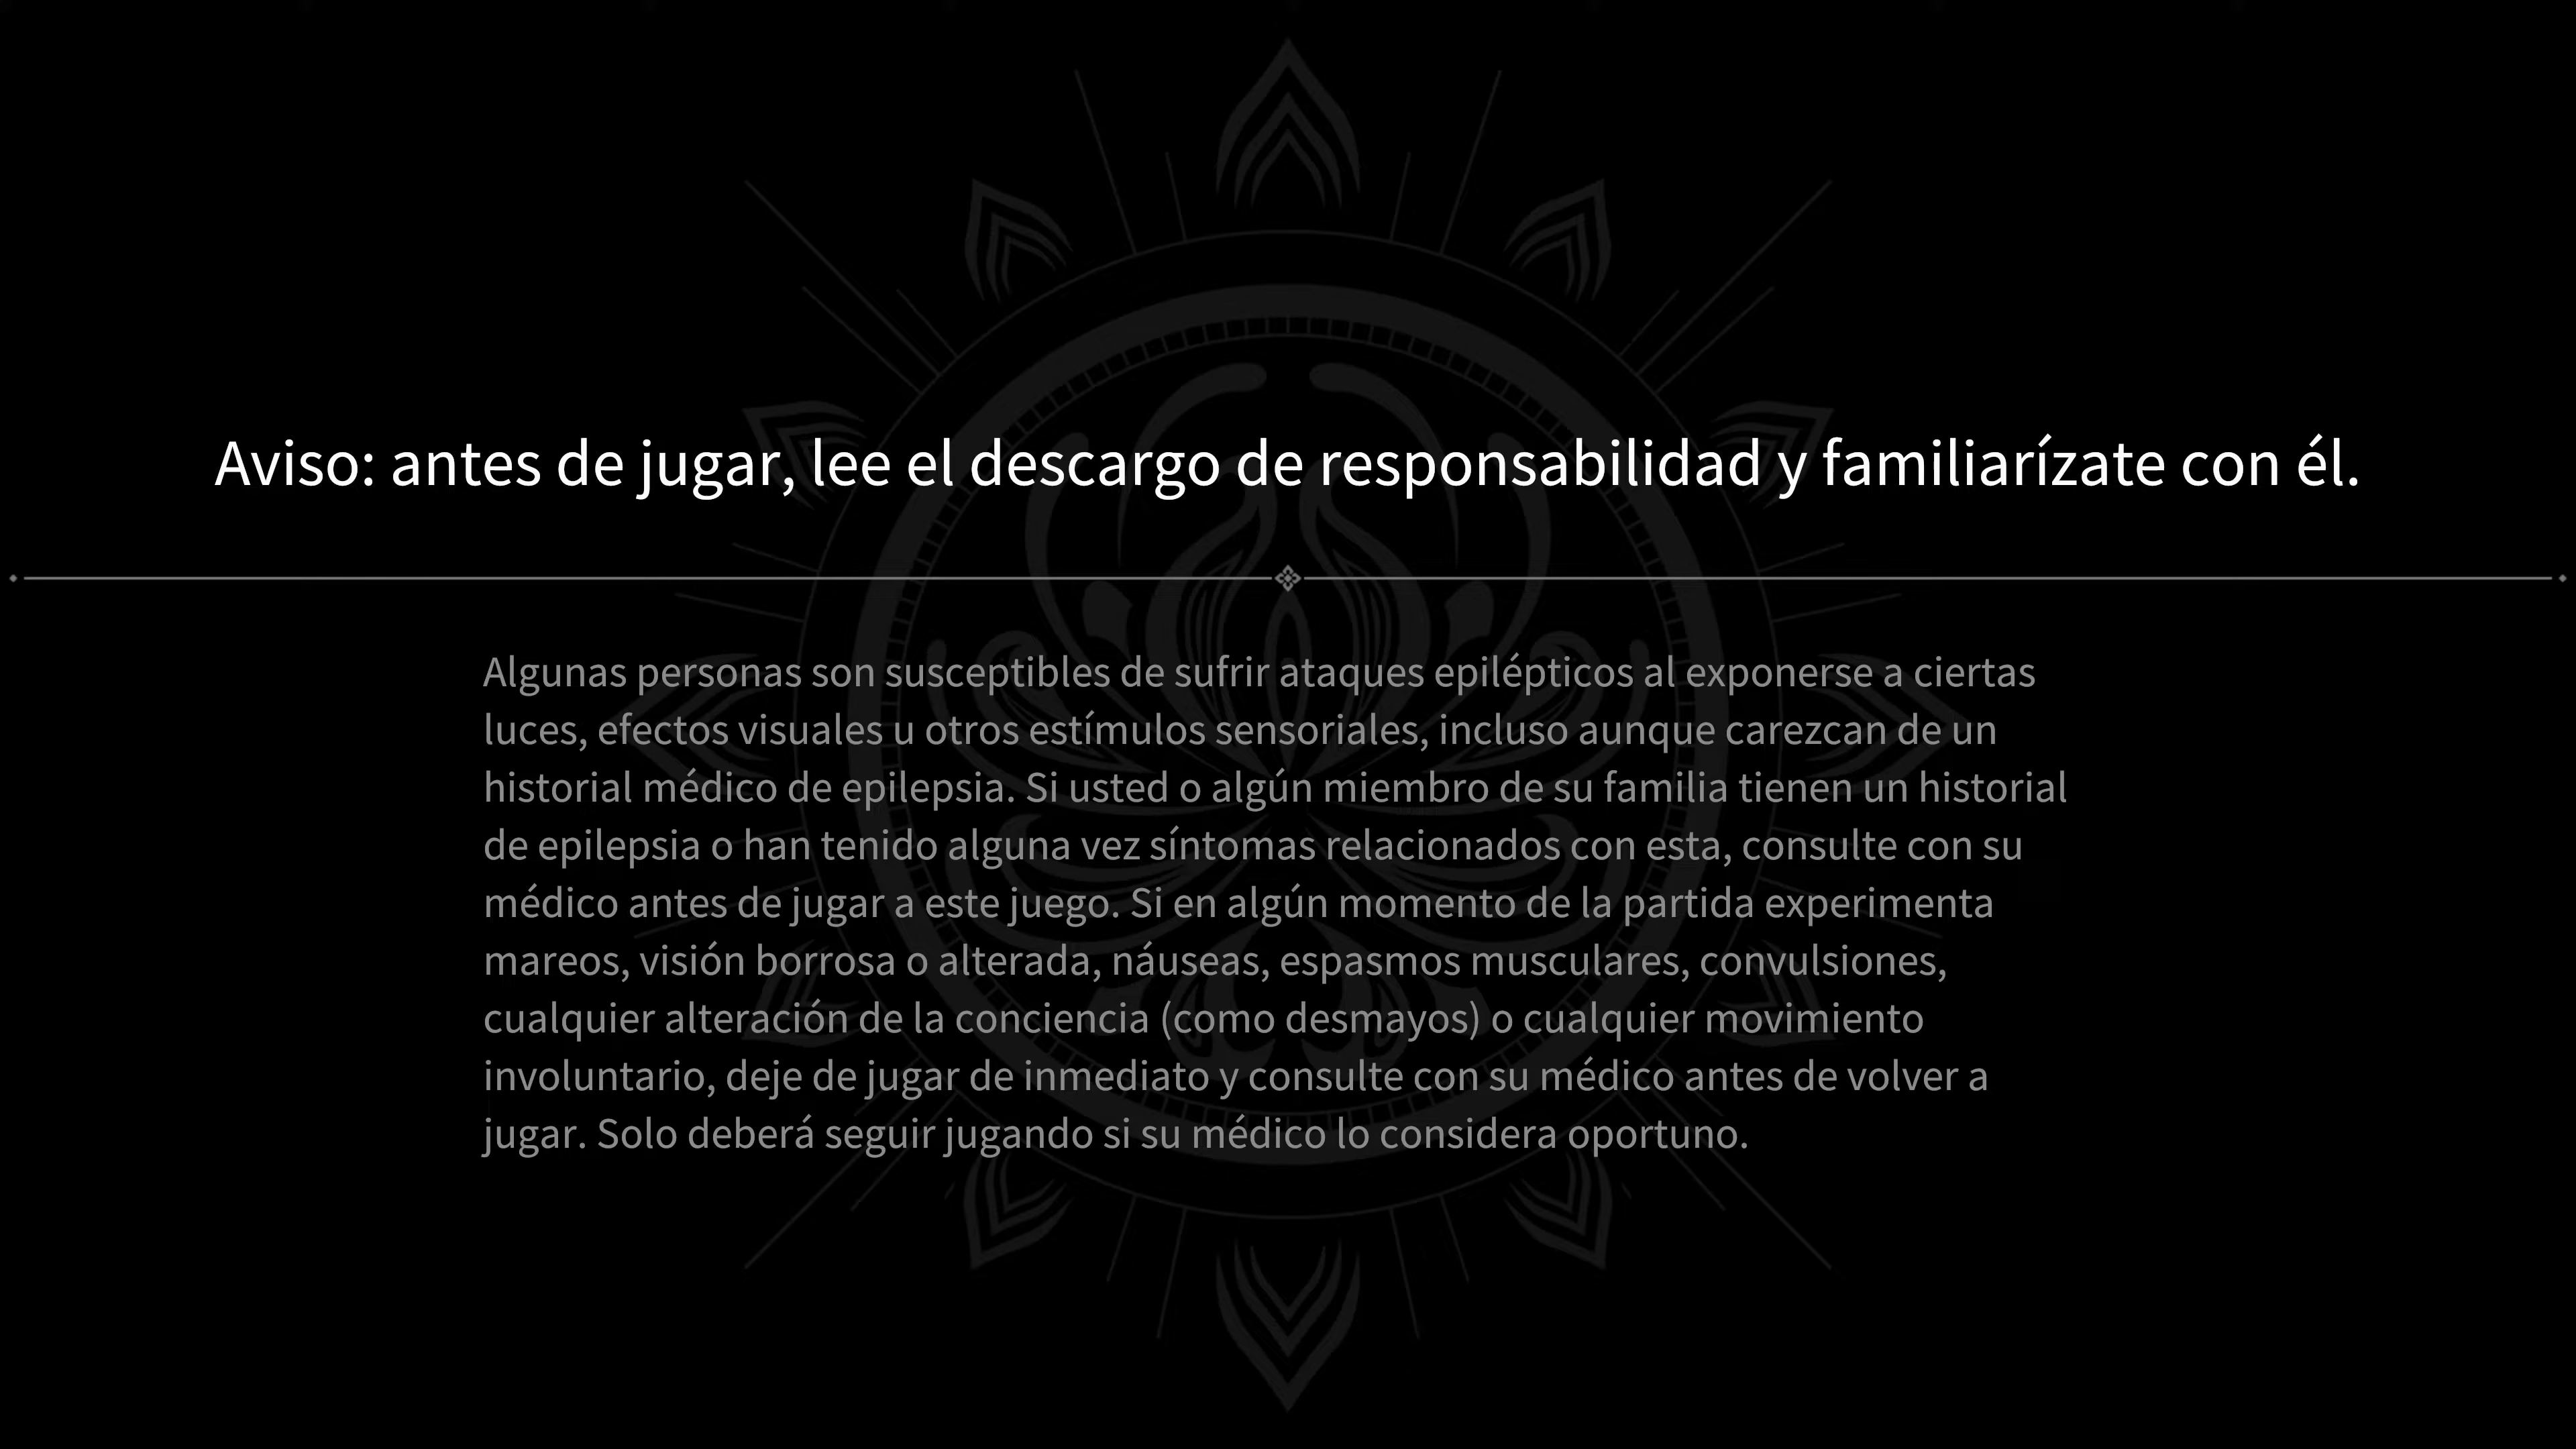 Aviso: antes de jugar, lee el descargo de responsabilidad y familiarízate con él.
Algunas personas son susceptibles de sufrir ataques epilépticos al exponerse a ciertas
luces, efectos visuales u otros estímulos sensoriales, incluso aunque carezcan de un
historial médico de epilepsia. Si usted o algún miembro de su familia tienen un historial
de epilepsia o han tenido alguna vez síntomas relacionados con esta, consulte con su
médico antes de jugar a este juego. Si en algún momento de la partida experimenta
mareos, visión borrosa o alterada, náuseas, espasmos musculares, convulsiones,
cualquier alteración de la conciencia (como desmayos) o cualquier movimiento
involuntario, deje de jugar de inmediato y consulte con su médico antes de volver a
jugar. Solo deberá seguir jugando si su médico lo considera oportuno.